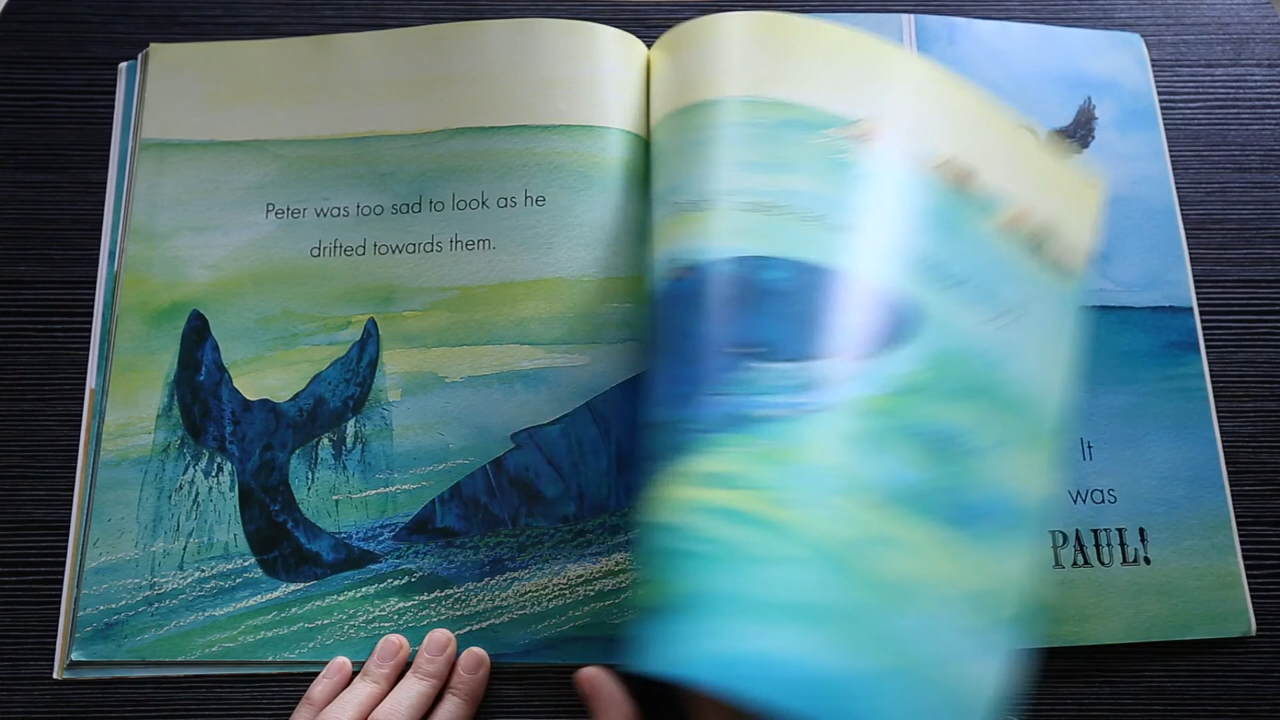 Peter was too sad to look as he
drifted towards them.
It
was
PAUL!